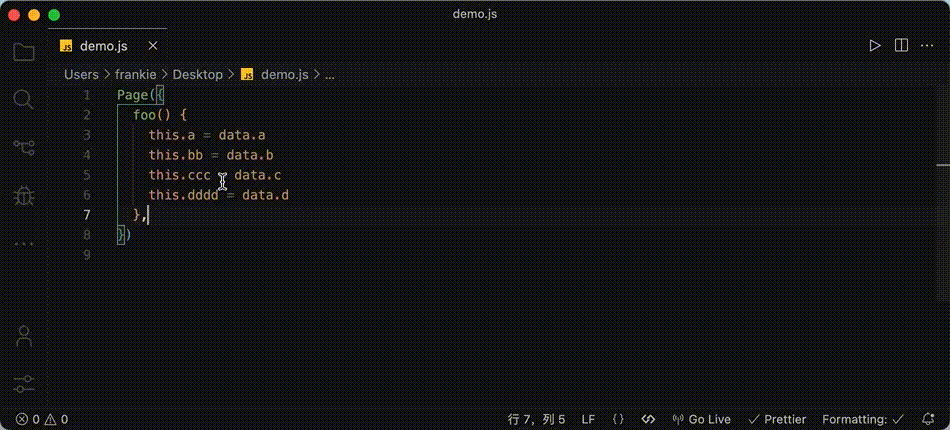 demo.js
JS demo.js
Users > frankie > Desktop > JS demo.js > ...
1 Page({
2 foo() {
3 this.a = data.a
4 this.bb = data.b
5 this.ccc = data.c
6 this.dddd = data.d
7 },
8 })
9
0 0 行 7，列 5 LF {} Go Live Prettier Formatting: ✓